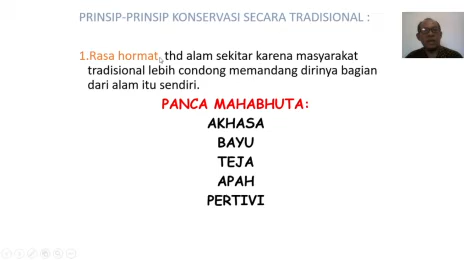 PRINSIP-PRINSIP KONSERVASI SECARA TRADISIONAL :
1.Rasa hormat, thd alam sekitar karena masyarakat
tradisional lebih condong memandang dirinya bagian
dari alam itu sendiri.
PANCA MAHABHUTA:
AKHASA
BAYU
TEJA
APAH
PERTIVI